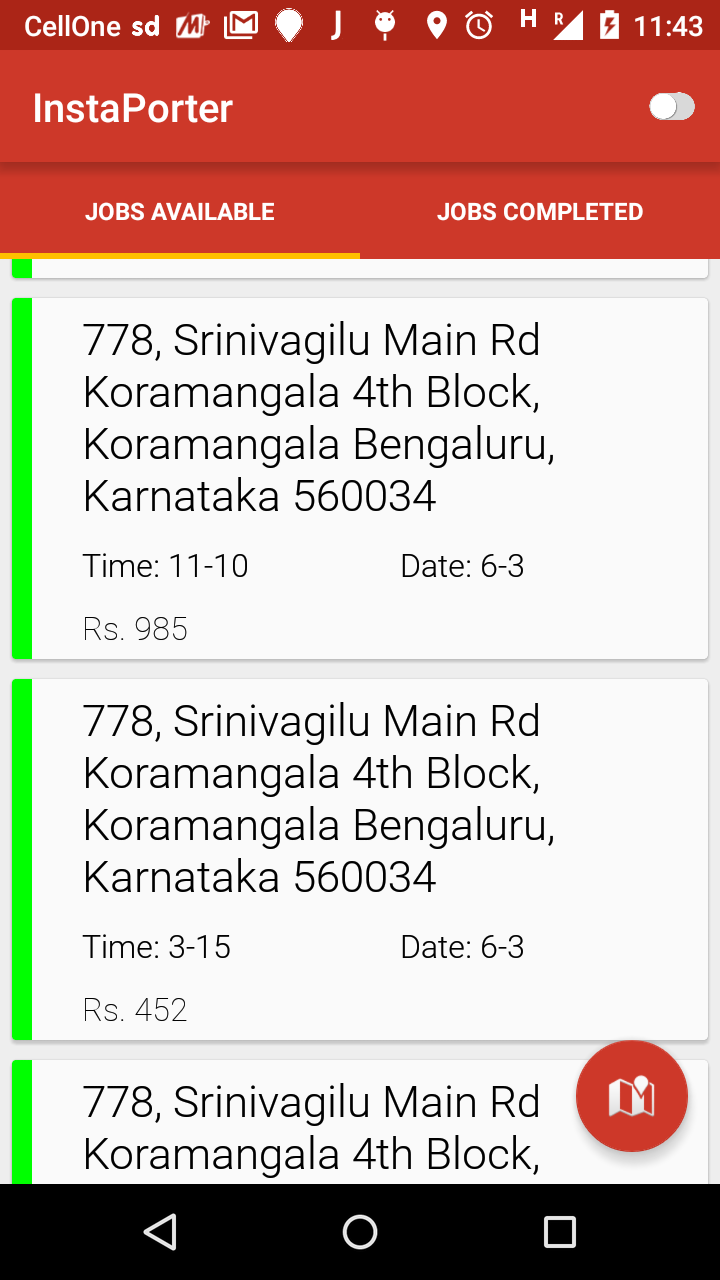 CellOne sd J H R 11:43
InstaPorter
JOBS AVAILABLE JOBS COMPLETED
778, Srinivagilu Main Rd
Koramangala 4th Block,
Koramangala Bengaluru,
Karnataka 560034
Time: 11-10 Date: 6-3
Rs. 985
778, Srinivagilu Main Rd
Koramangala 4th Block,
Koramangala Bengaluru,
Karnataka 560034
Time: 3-15 Date: 6-3
Rs. 452
778, Srinivagilu Main Rd
Koramangala 4th Block,